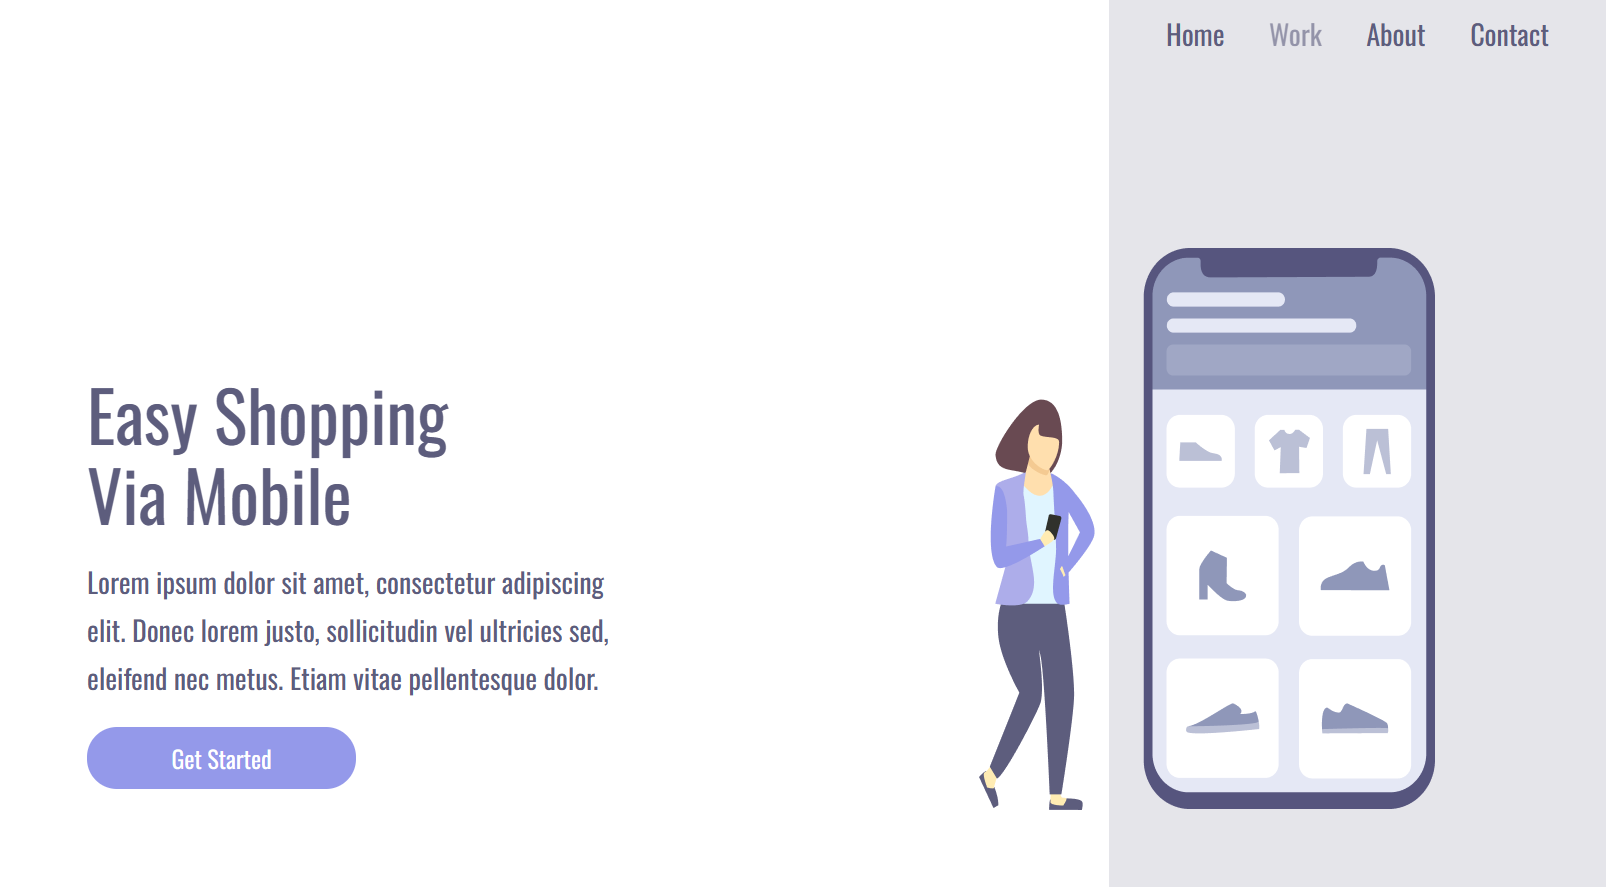 Home Work About Contact
Easy Shopping
Via Mobile
Lorem ipsum dolor sit amet, consectetur adipiscing
elit. Donec lorem justo, sollicitudin vel ultricies sed,
eleifend nec metus. Etiam vitae pellentesque dolor.
Get Started